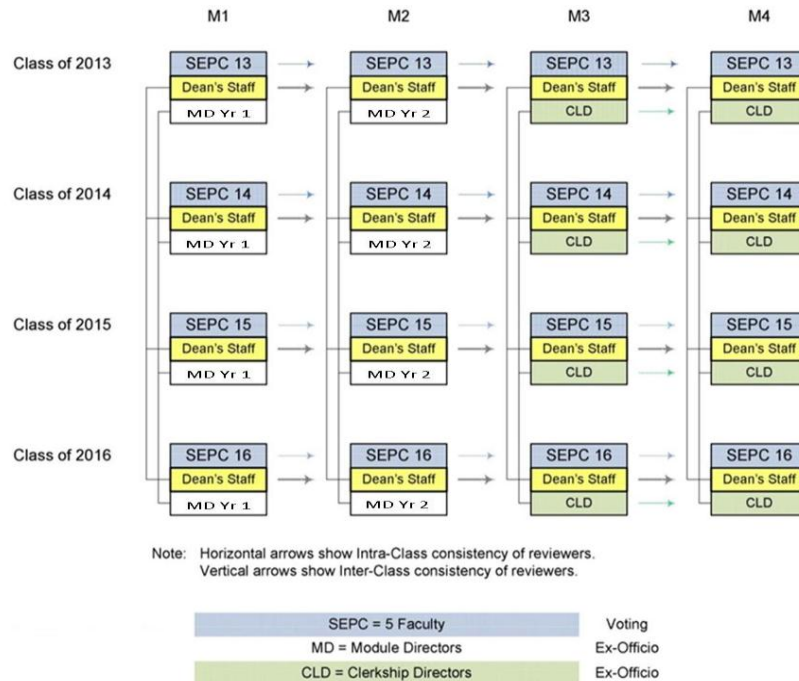 M1 M2 M3 M4
Class of 2013 SEPC 13 SEPC 13 SEPC 13 SEPC 13
Dean's Staff Dean's Staff Dean's Staff Dean's Staff
MD Yr 1 MD Yr 2 CLD CLD
Class of 2014 SEPC 14 SEPC 14 SEPC 14 SEPC 14
Dean's Staff Dean's Staff Dean's Staff Dean's Staff
MD Yr 1 MD Yr 2 CLD CLD
Class of 2015 SEPC 15 SEPC 15 SEPC 15 SEPC 15
Dean's Staff Dean's Staff Dean's Staff Dean's Staff
MD Yr 1 MD Yr 2 CLD CLD
Class of 2016 SEPC 16 SEPC 16 SEPC 16 SEPC 16
Dean's Staff Dean's Staff Dean's Staff Dean's Staff
MD Yr 1 MD Yr 2 CLD CLD
Note: Horizontal arrows show Intra-Class consistency of reviewers.
Vertical arrows show Inter-Class consistency of reviewers.
SEPC = 5 Faculty Voting
MD = Module Directors Ex-Officio
CLD = Clerkship Directors Ex-Officio